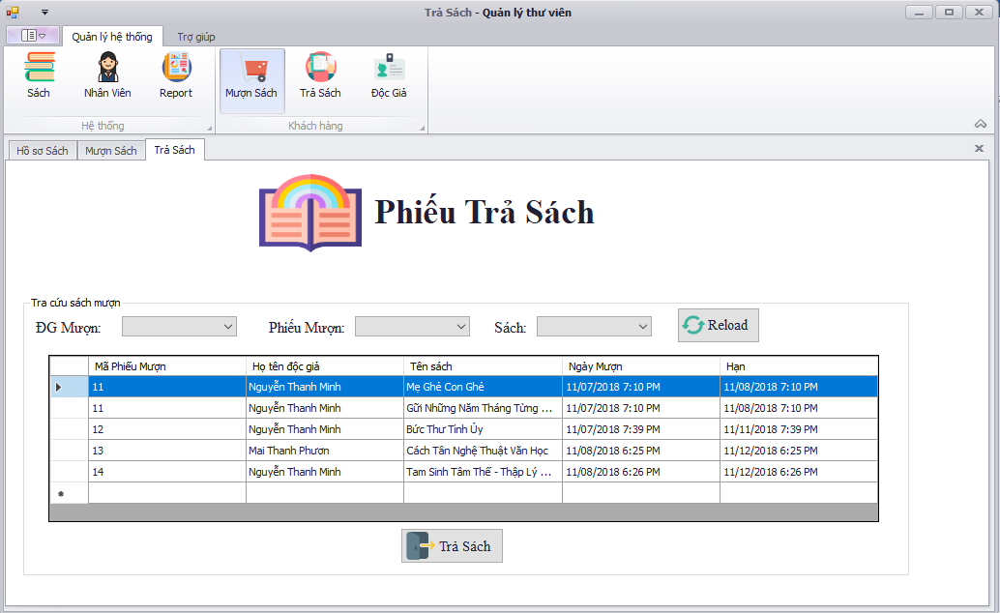 Trả Sách - Quản lý thư viên
Quản lý hệ thống
Trợ giúp
Sách
Nhân Viên
Report
Mượn Sách
Trả Sách
Độc Giả
Hệ thống
Khách hàng
Hồ sơ Sách
Mượn Sách
Trả Sách
Phiếu Trả Sách
Tra cứu sách mượn
ĐG Mượn:
Phiếu Mượn:
Sách:
Reload
Mã Phiếu Mượn Họ tên độc giả Tên sách Ngày Mượn Hạn
11 Nguyễn Thanh Minh Mẹ Ghẻ Con Ghẻ 11/07/2018 7:10 PM 11/08/2018 7:10 PM
11 Nguyễn Thanh Minh Gửi Những Năm Tháng Từng ... 11/07/2018 7:10 PM 11/08/2018 7:10 PM
12 Nguyễn Thanh Minh Bức Thư Tình Ủy 11/07/2018 7:39 PM 11/11/2018 7:39 PM
13 Mai Thanh Phươn Cách Tân Nghệ Thuật Văn Học 11/08/2018 6:25 PM 11/12/2018 6:25 PM
14 Nguyễn Thanh Minh Tam Sinh Tâm Thế - Thập Lý ... 11/08/2018 6:26 PM 11/12/2018 6:26 PM
Trả Sách